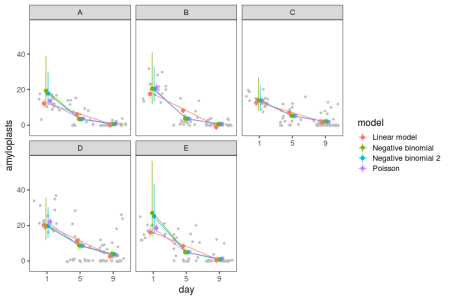 A
B
C
40
20
0
D
E
40
20
0
1
5
9
1
5
9
1
5
9
day
amyloplasts
model
Linear model
Negative binomial
Negative binomial 2
Poisson